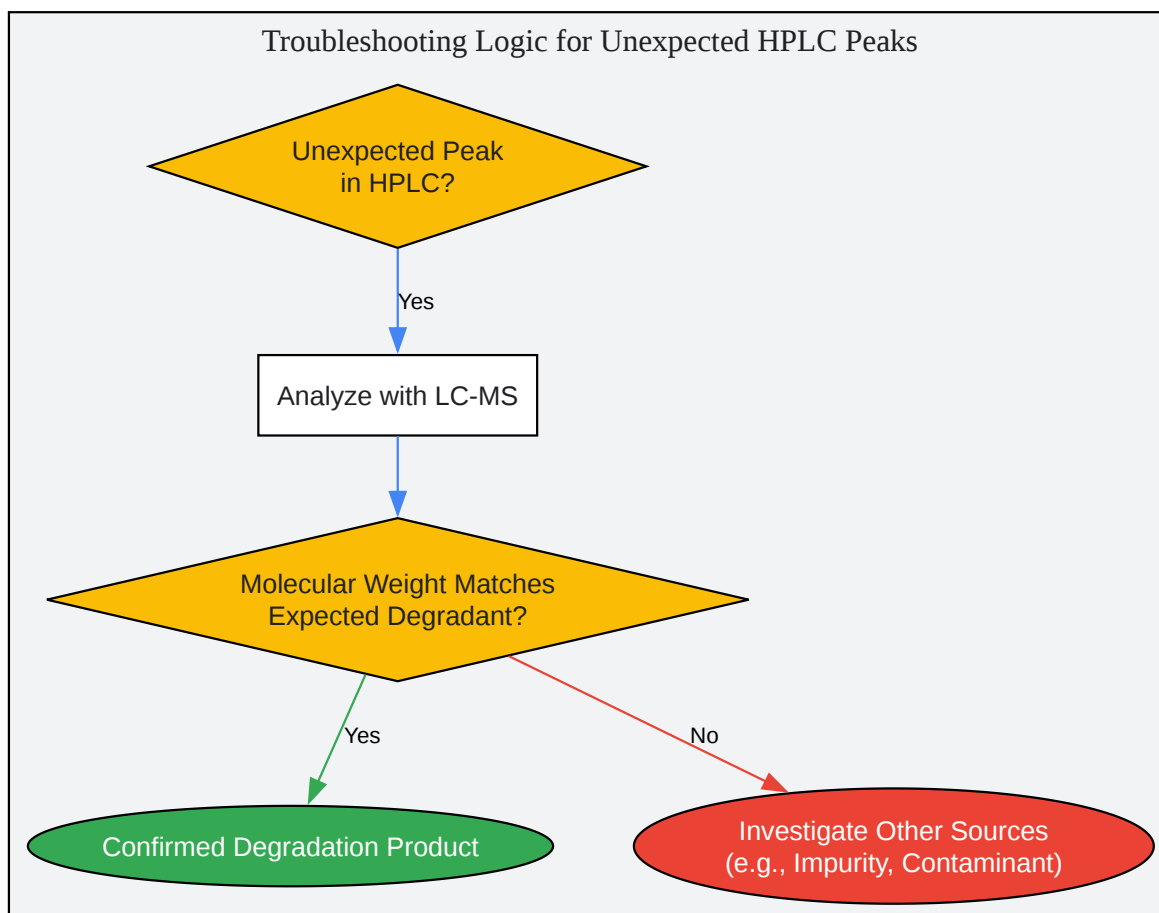 Troubleshooting Logic for Unexpected HPLC Peaks
Unexpected Peak
in HPLC?
Yes
Analyze with LC-MS
Molecular Weight Matches
Expected Degradant?
Yes
No
Confirmed Degradation Product
Investigate Other Sources
(e.g., Impurity, Contaminant)